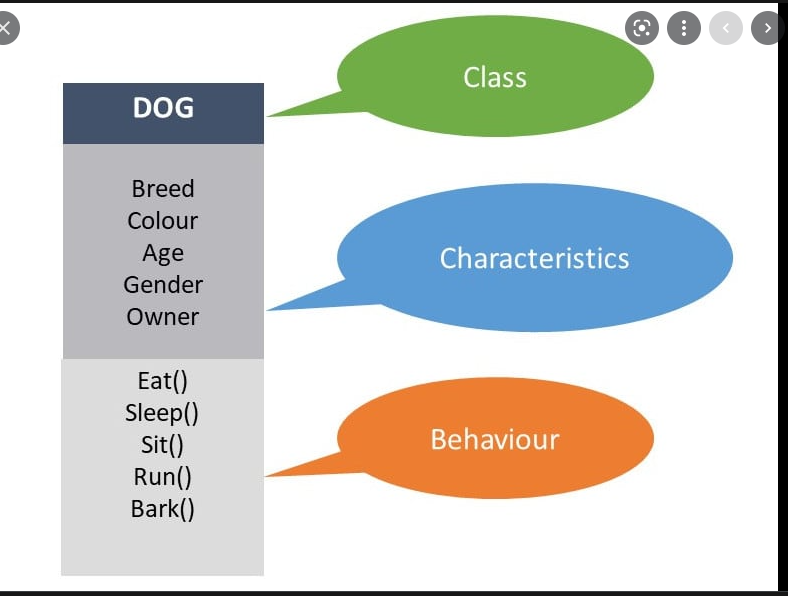 DOG
Breed
Colour
Age
Gender
Owner
Eat()
Sleep()
Sit()
Run()
Bark()
Class
Characteristics
Behaviour